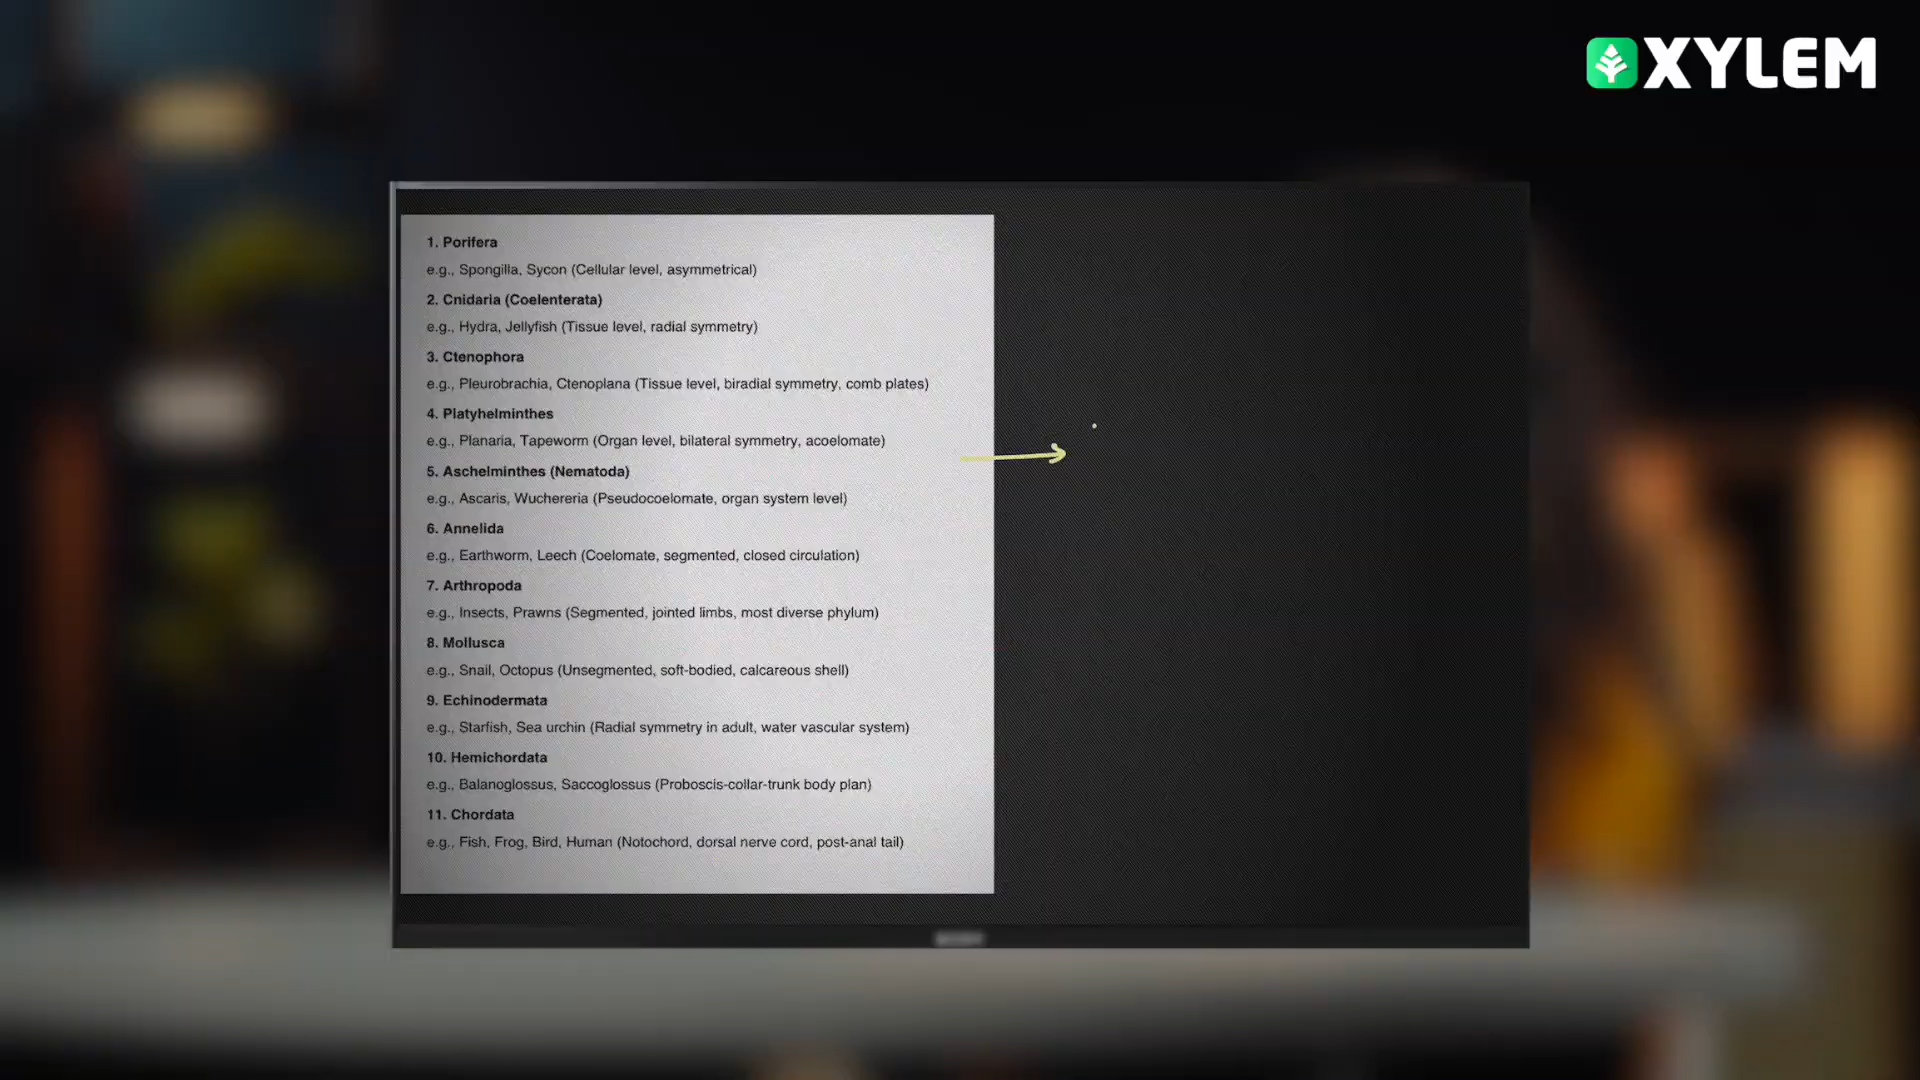 XYLEM
1. Porifera
e.g., Spongilla, Sycon (Cellular level, asymmetrical)
2. Cnidaria (Coelenterata)
e.g., Hydra, Jellyfish (Tissue level, radial symmetry)
3. Ctenophora
e.g., Pleurobrachia, Ctenoplana (Tissue level, biradial symmetry, comb plates)
4. Platyhelminthes
e.g., Planaria, Tapeworm (Organ level, bilateral symmetry, acoelomate)
5. Aschelminthes (Nematoda)
e.g., Ascaris, Wuchereria (Pseudocoelomate, organ system level)
6. Annelida
e.g., Earthworm, Leech (Coelomate, segmented, closed circulation)
7. Arthropoda
e.g., Insects, Prawns (Segmented, jointed limbs, most diverse phylum)
8. Mollusca
e.g., Snail, Octopus (Unsegmented, soft-bodied, calcareous shell)
9. Echinodermata
e.g., Starfish, Sea urchin (Radial symmetry in adult, water vascular system)
10. Hemichordata
e.g., Balanoglossus, Saccoglossus (Proboscis-collar-trunk body plan)
11. Chordata
e.g., Fish, Frog, Bird, Human (Notochord, dorsal nerve cord, post-anal tail)